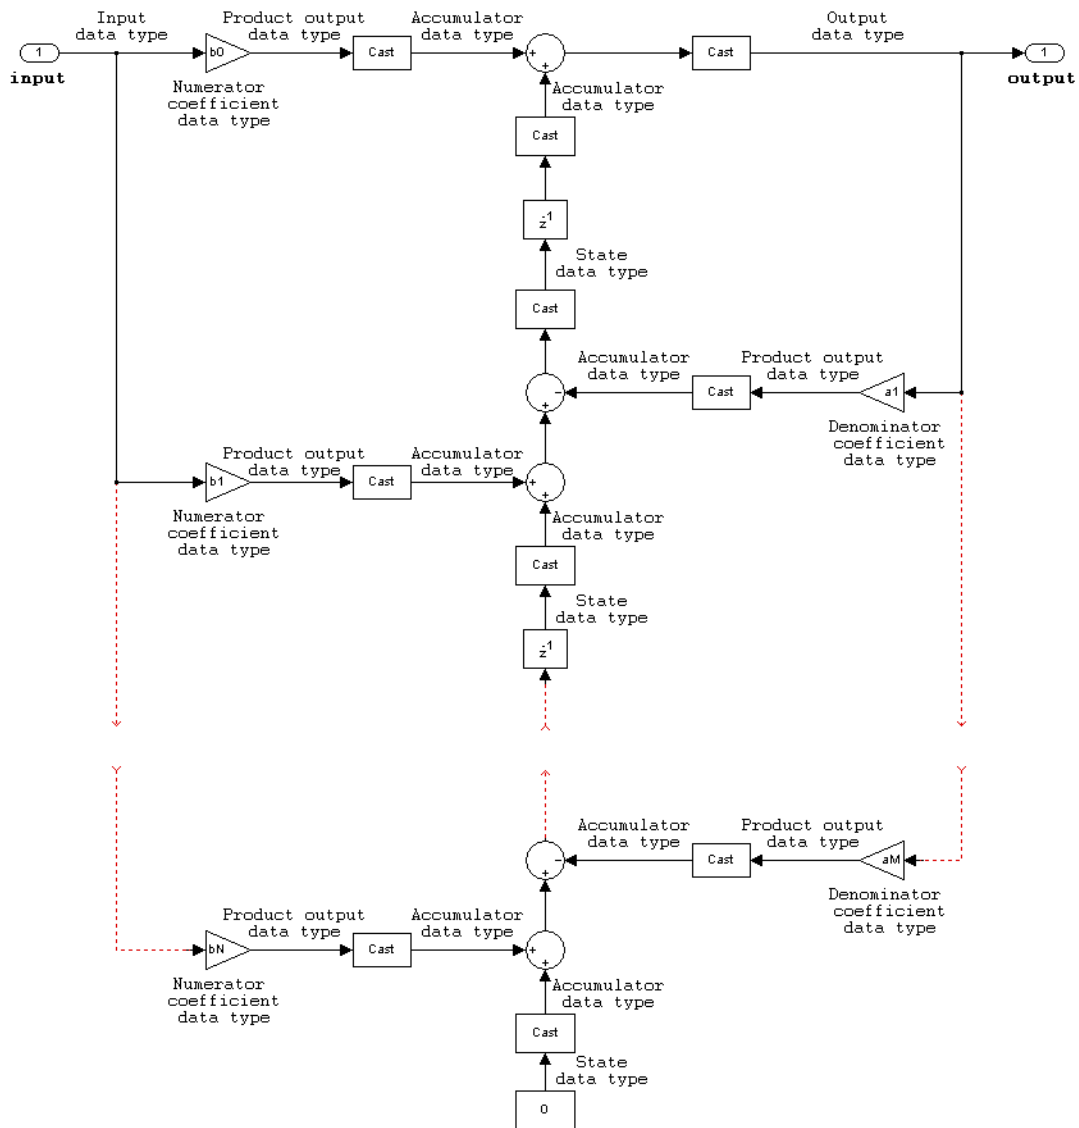 Input
data type
Product output
data type
Accumulator
data type
Output
data type
1
input
b0
Cast
+
+
Cast
1
output
Numerator
coefficient
data type
Accumulator
data type
Cast
z-1
State
data type
Cast
Accumulator
data type
Product output
data type
-
+
Cast
a1
Denominator
coefficient
data type
Product output
data type
Accumulator
data type
b1
Cast
+
+
Numerator
coefficient
data type
Accumulator
data type
Cast
State
data type
z-1
Accumulator
data type
Product output
data type
-
+
Cast
aM
Denominator
coefficient
data type
Product output
data type
Accumulator
data type
bN
Cast
+
+
Numerator
coefficient
data type
Accumulator
data type
Cast
State
data type
0